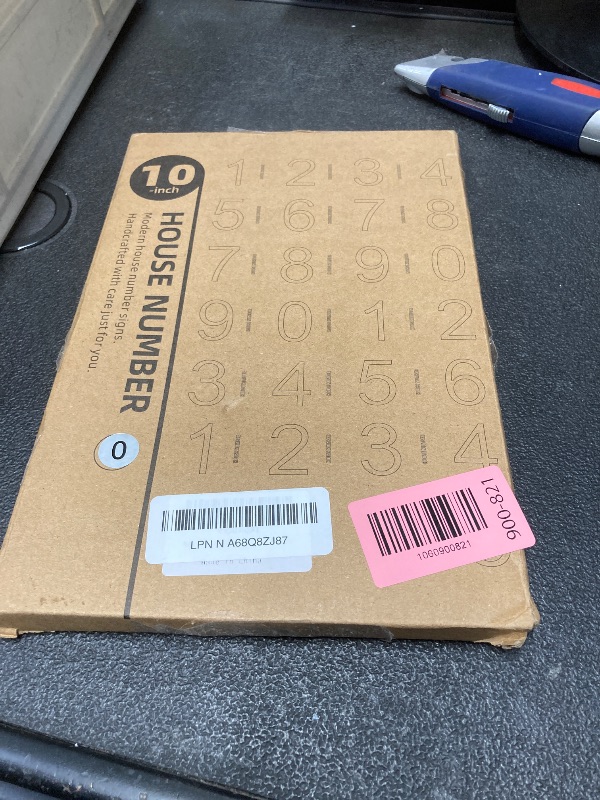 10
-inch
HOUSE NUMBER
Modern house number signs.
Handcrafted with care just for you.
0
1 2 3 4
5 6 7 8
7 8 9 0
9 0 1 2
3 4 5 6
1 2 3 4
LPN N A68Q8ZJ87
1000900821
900-821